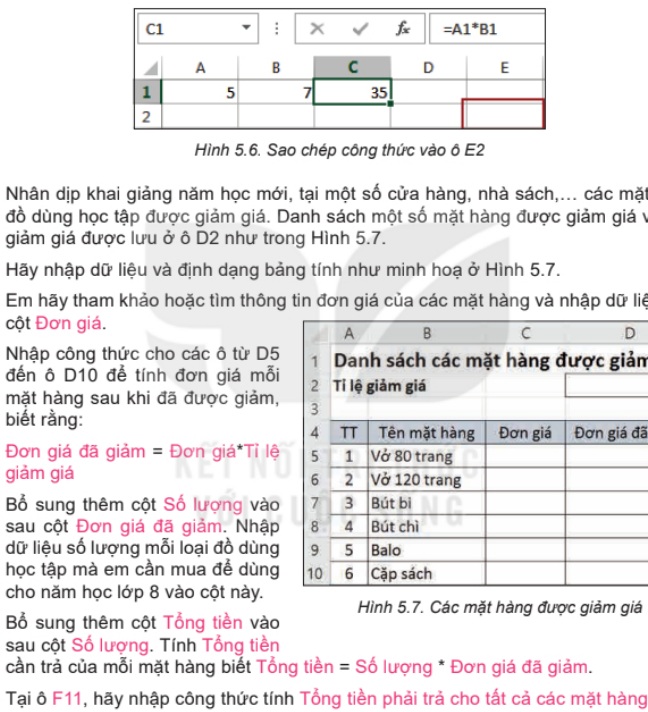 C1 fx =A1*B1
A B C D E
1 5 7 35
2
Hình 5.6. Sao chép công thức vào ô E2
Nhân dịp khai giảng năm học mới, tại một số cửa hàng, nhà sách,... các mặt
đồ dùng học tập được giảm giá. Danh sách một số mặt hàng được giảm giá
giảm giá được lưu ở ô D2 như trong Hình 5.7.
Hãy nhập dữ liệu và định dạng bảng tính như minh hoạ ở Hình 5.7.
Em hãy tham khảo hoặc tìm thông tin đơn giá của các mặt hàng và nhập dữ
cột Đơn giá.
Nhập công thức cho các ô từ D5
đến ô D10 để tính đơn giá mỗi
mặt hàng sau khi đã được giảm,
biết rằng:
Đơn giá đã giảm = Đơn giá*Tỉ lệ
giảm giá
Bổ sung thêm cột Số lượng vào
sau cột Đơn giá đã giảm. Nhập
dữ liệu số lượng mỗi loại đồ dùng
học tập mà em cần mua để dùng
cho năm học lớp 8 vào cột này.
Bổ sung thêm cột Tổng tiền vào
sau cột Số lượng. Tính Tổng tiền
cần trả của mỗi mặt hàng biết Tổng tiền = Số lượng * Đơn giá đã giảm.
A B C D
1 Danh sách các mặt hàng được giảm
2 Tỉ lệ giảm giá
3
4 TT Tên mặt hàng Đơn giá Đơn giá đã
5 1 Vở 80 trang
6 2 Vở 120 trang
7 3 Bút bi
8 4 Bút chì
9 5 Balo
10 6 Cặp sách
Hình 5.7. Các mặt hàng được giảm giá
Tại ô F11, hãy nhập công thức tính Tổng tiền phải trả cho tất cả các mặt hàng
KẾT NỐI TRI THỨC
VỚI CUỘC SỐNG